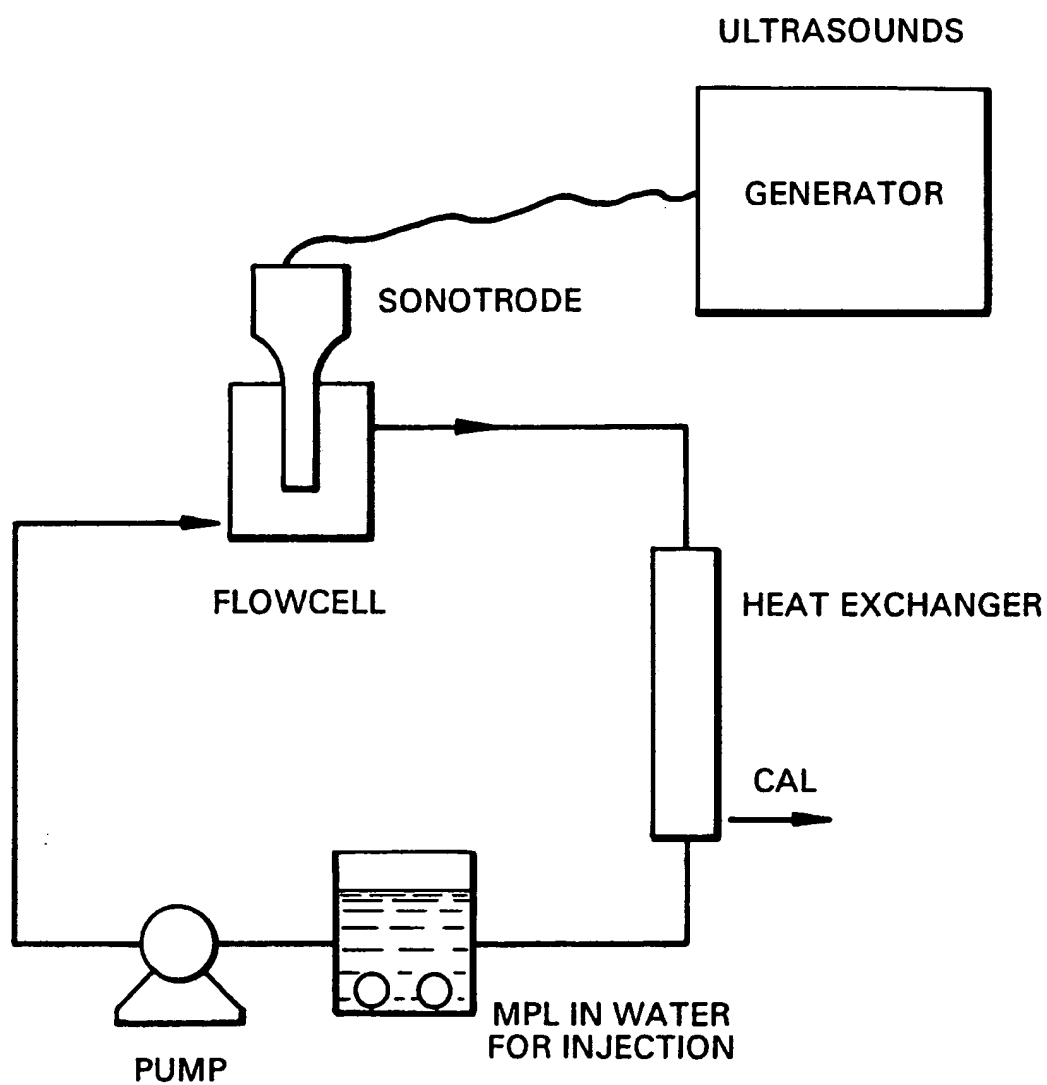 ULTRASOUNDS
GENERATOR
SONOTRODE
FLOWCELL
HEAT EXCHANGER
CAL
MPL IN WATER
FOR INJECTION
PUMP